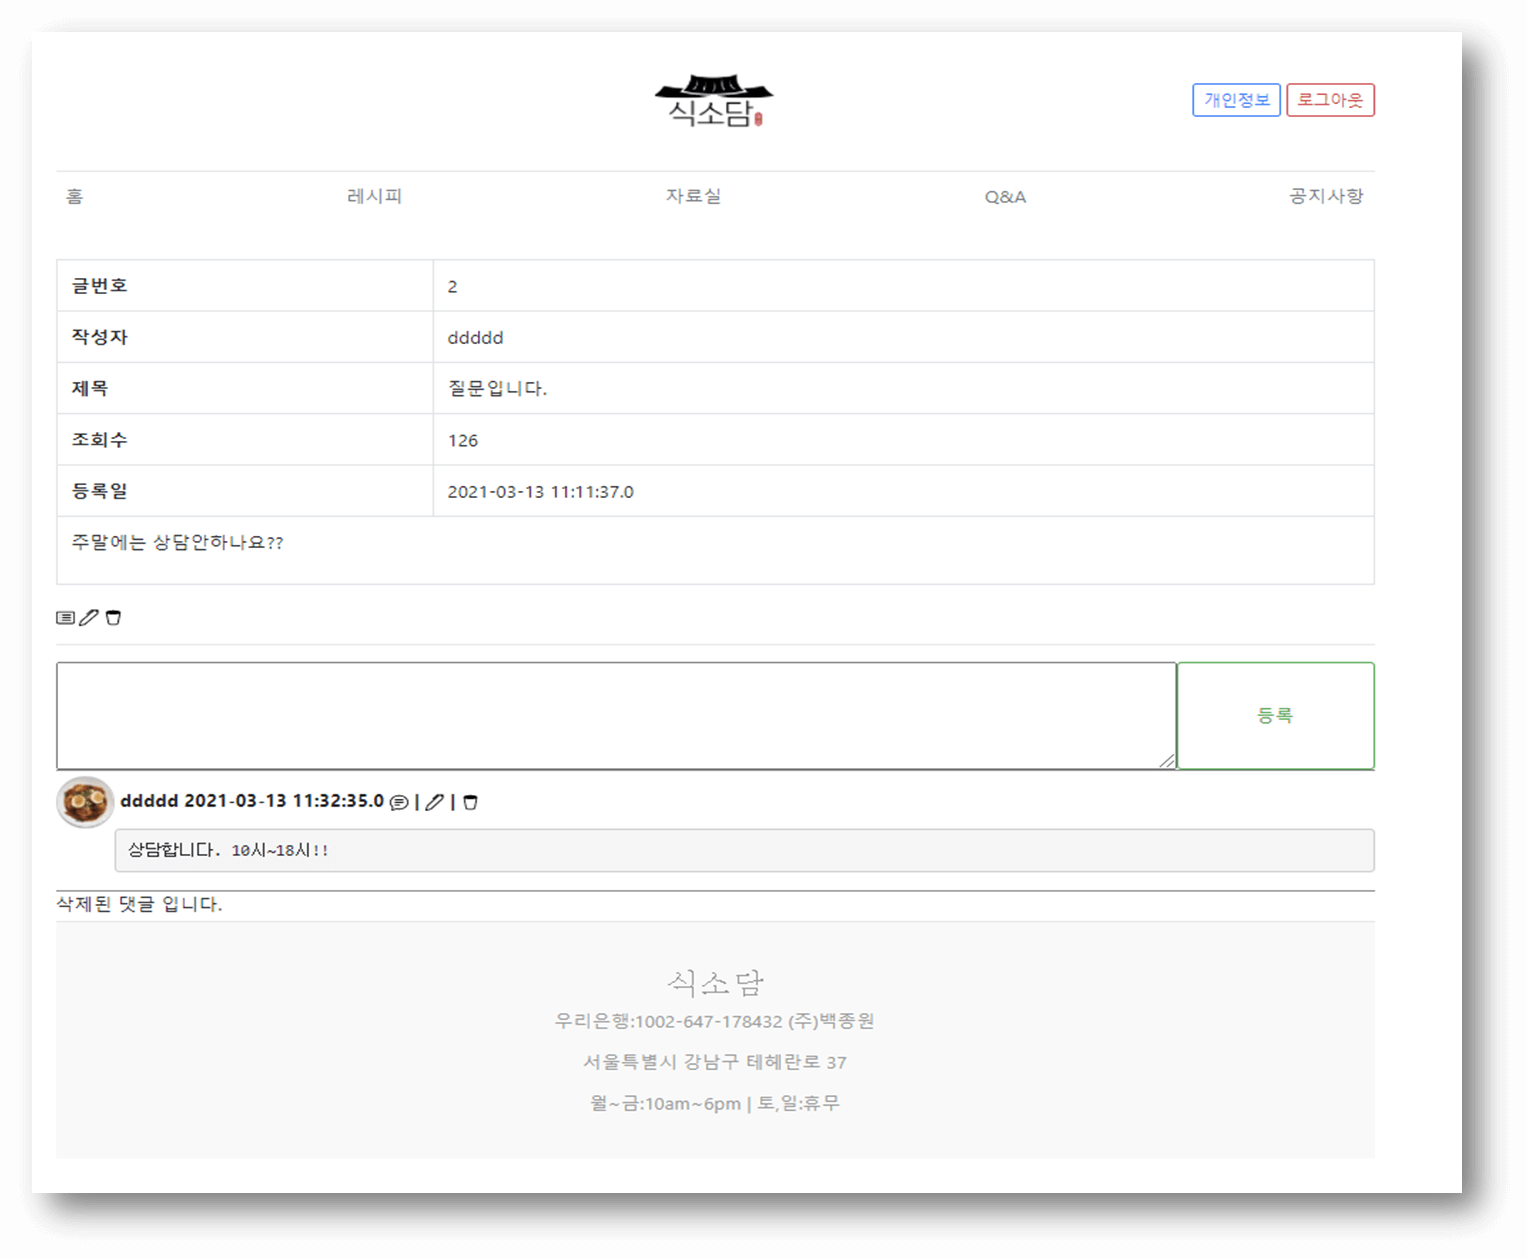 식소담
개인정보 로그아웃
홈 레시피 자료실 Q&A 공지사항
글번호 2
작성자 ddddd
제목 질문입니다.
조회수 126
등록일 2021-03-13 11:11:37.0
주말에는 상담안하나요??
등록
ddddd 2021-03-13 11:32:35.0 | |
상담합니다. 10시~18시!!
삭제된 댓글 입니다.
식소담
우리은행:1002-647-178432 (주)백종원
서울특별시 강남구 테헤란로 37
월~금:10am~6pm | 토,일:휴무